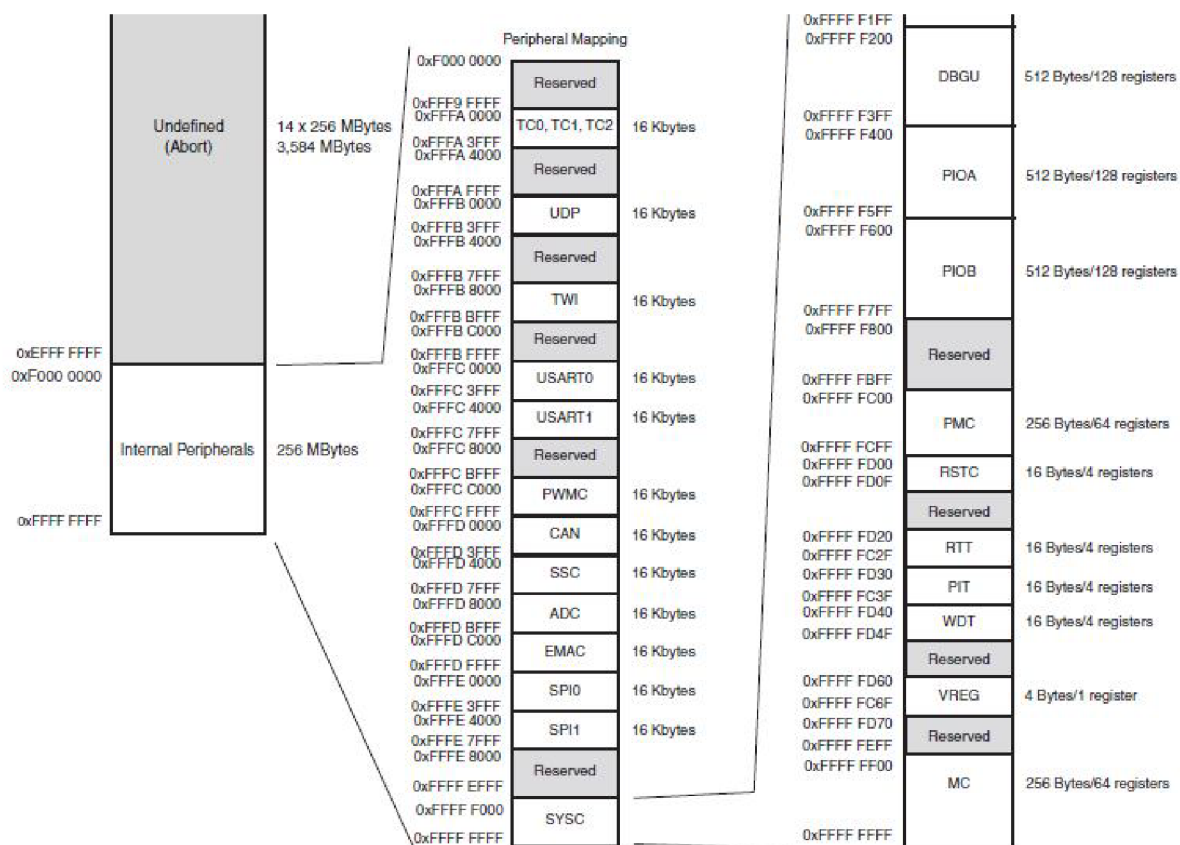 0xEFFF FFFF
0xF000 0000
0xFFFF FFFF
Undefined
(Abort)
14 x 256 MBytes
3,584 MBytes
Internal Peripherals
256 MBytes
Peripheral Mapping
0xF000 0000
Reserved
0xFFF9 FFFF
0xFFFA 0000
TC0, TC1, TC2
16 Kbytes
0xFFFA 3FFF
0xFFFA 4000
Reserved
0xFFFA FFFF
0xFFFB 0000
UDP
16 Kbytes
0xFFFB 3FFF
0xFFFB 4000
Reserved
0xFFFB 7FFF
0xFFFB 8000
TWI
16 Kbytes
0xFFFB BFFF
0xFFFB C000
Reserved
0xFFFB FFFF
0xFFFC 0000
USART0
16 Kbytes
0xFFFC 3FFF
0xFFFC 4000
USART1
16 Kbytes
0xFFFC 7FFF
0xFFFC 8000
Reserved
0xFFFC BFFF
0xFFFC C000
PWMC
16 Kbytes
0xFFFC FFFF
0xFFFD 0000
CAN
16 Kbytes
0xFFFD 3FFF
0xFFFD 4000
SSC
16 Kbytes
0xFFFD 7FFF
0xFFFD 8000
ADC
16 Kbytes
0xFFFD BFFF
0xFFFD C000
EMAC
16 Kbytes
0xFFFD FFFF
0xFFFE 0000
SPI0
16 Kbytes
0xFFFE 3FFF
0xFFFE 4000
SPI1
16 Kbytes
0xFFFE 7FFF
0xFFFE 8000
Reserved
0xFFFF EFFF
0xFFFF F000
SYSC
0xFFFF FFFF
0xFFFF F1FF
0xFFFF F200
DBGU
512 Bytes/128 registers
0xFFFF F3FF
0xFFFF F400
PIOA
512 Bytes/128 registers
0xFFFF F5FF
0xFFFF F600
PIOB
512 Bytes/128 registers
0xFFFF F7FF
0xFFFF F800
Reserved
0xFFFF FBFF
0xFFFF FC00
PMC
256 Bytes/64 registers
0xFFFF FCFF
0xFFFF FD00
RSTC
16 Bytes/4 registers
0xFFFF FD0F
Reserved
0xFFFF FD20
RTT
16 Bytes/4 registers
0xFFFF FC2F
0xFFFF FD30
PIT
16 Bytes/4 registers
0xFFFF FC3F
0xFFFF FD40
WDT
16 Bytes/4 registers
0xFFFF FD4F
Reserved
0xFFFF FD60
VREG
4 Bytes/1 register
0xFFFF FC6F
0xFFFF FD70
Reserved
0xFFFF FEFF
0xFFFF FF00
MC
256 Bytes/64 registers
0xFFFF FFFF